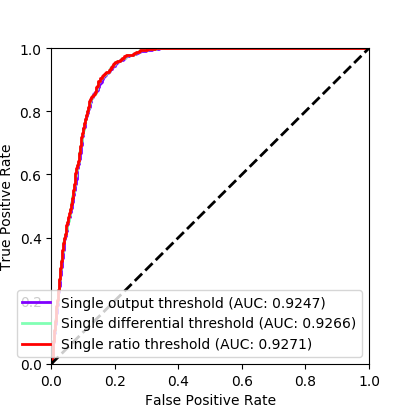 1.0
0.8
0.6
0.4
0.2
0.0
True Positive Rate
Single output threshold (AUC: 0.9247)
Single differential threshold (AUC: 0.9266)
Single ratio threshold (AUC: 0.9271)
0.0 0.2 0.4 0.6 0.8 1.0
False Positive Rate